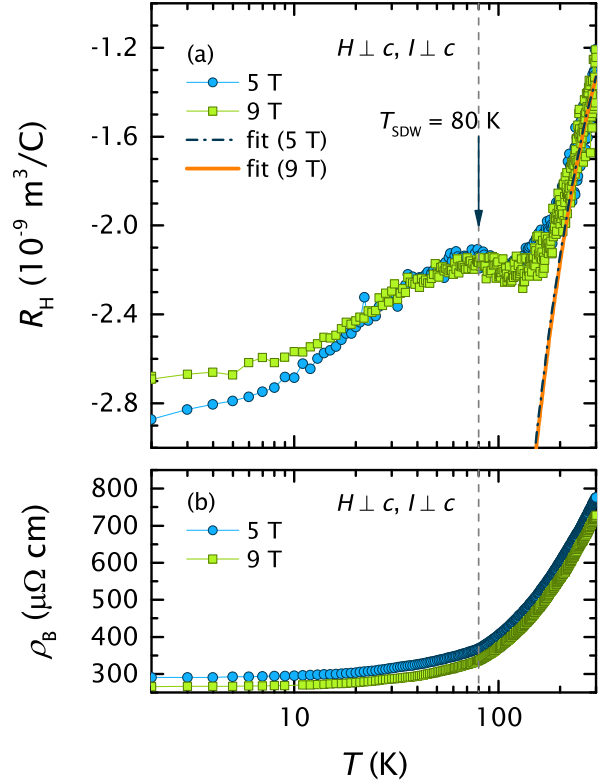 -1.2
-1.6
-2.0
-2.4
-2.8
R_H (10^-9 m^3/C)
(a)
H ⊥ c, I ⊥ c
5 T
9 T
fit (5 T)
fit (9 T)
T_SDW = 80 K
800
700
600
500
400
300
ρ_B (μΩ cm)
(b)
H ⊥ c, I ⊥ c
5 T
9 T
10
100
T (K)